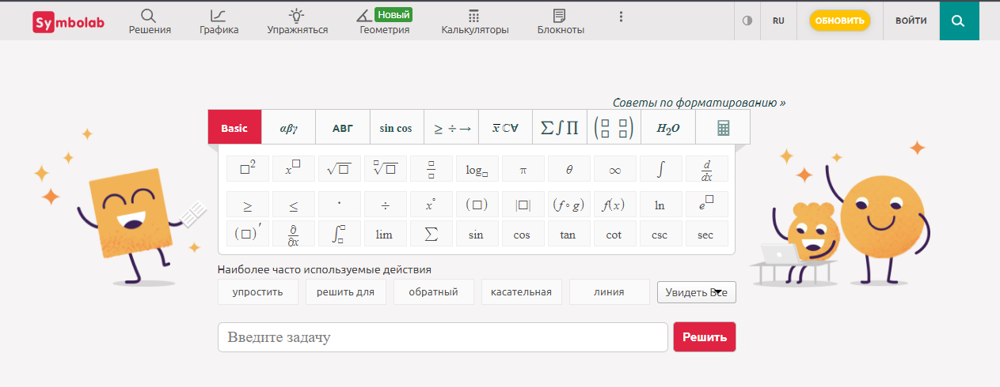 Symbolab Решения Графика Упражняться Геометрия Новый Калькуляторы Блокноты RU ОБНОВИТЬ ВОЙТИ
Советы по форматированию »
Basic αβγ АВГ sin cos ≥ ÷ → x̅ ℂ∀ ∑ ∫ ∏ (□ □ □ □) H₂O
□² x^□ √□ ^□√□ □/□ log_□ π θ ∞ ∫ d/dx
≥ ≤ · ÷ x° (□) |□| (f ∘ g) f(x) ln e^□
(□)′ ∂/∂x ∫_□^□ lim ∑ sin cos tan cot csc sec
Наиболее часто используемые действия
упростить решить для обратный касательная линия Увидеть Все
Введите задачу Решить